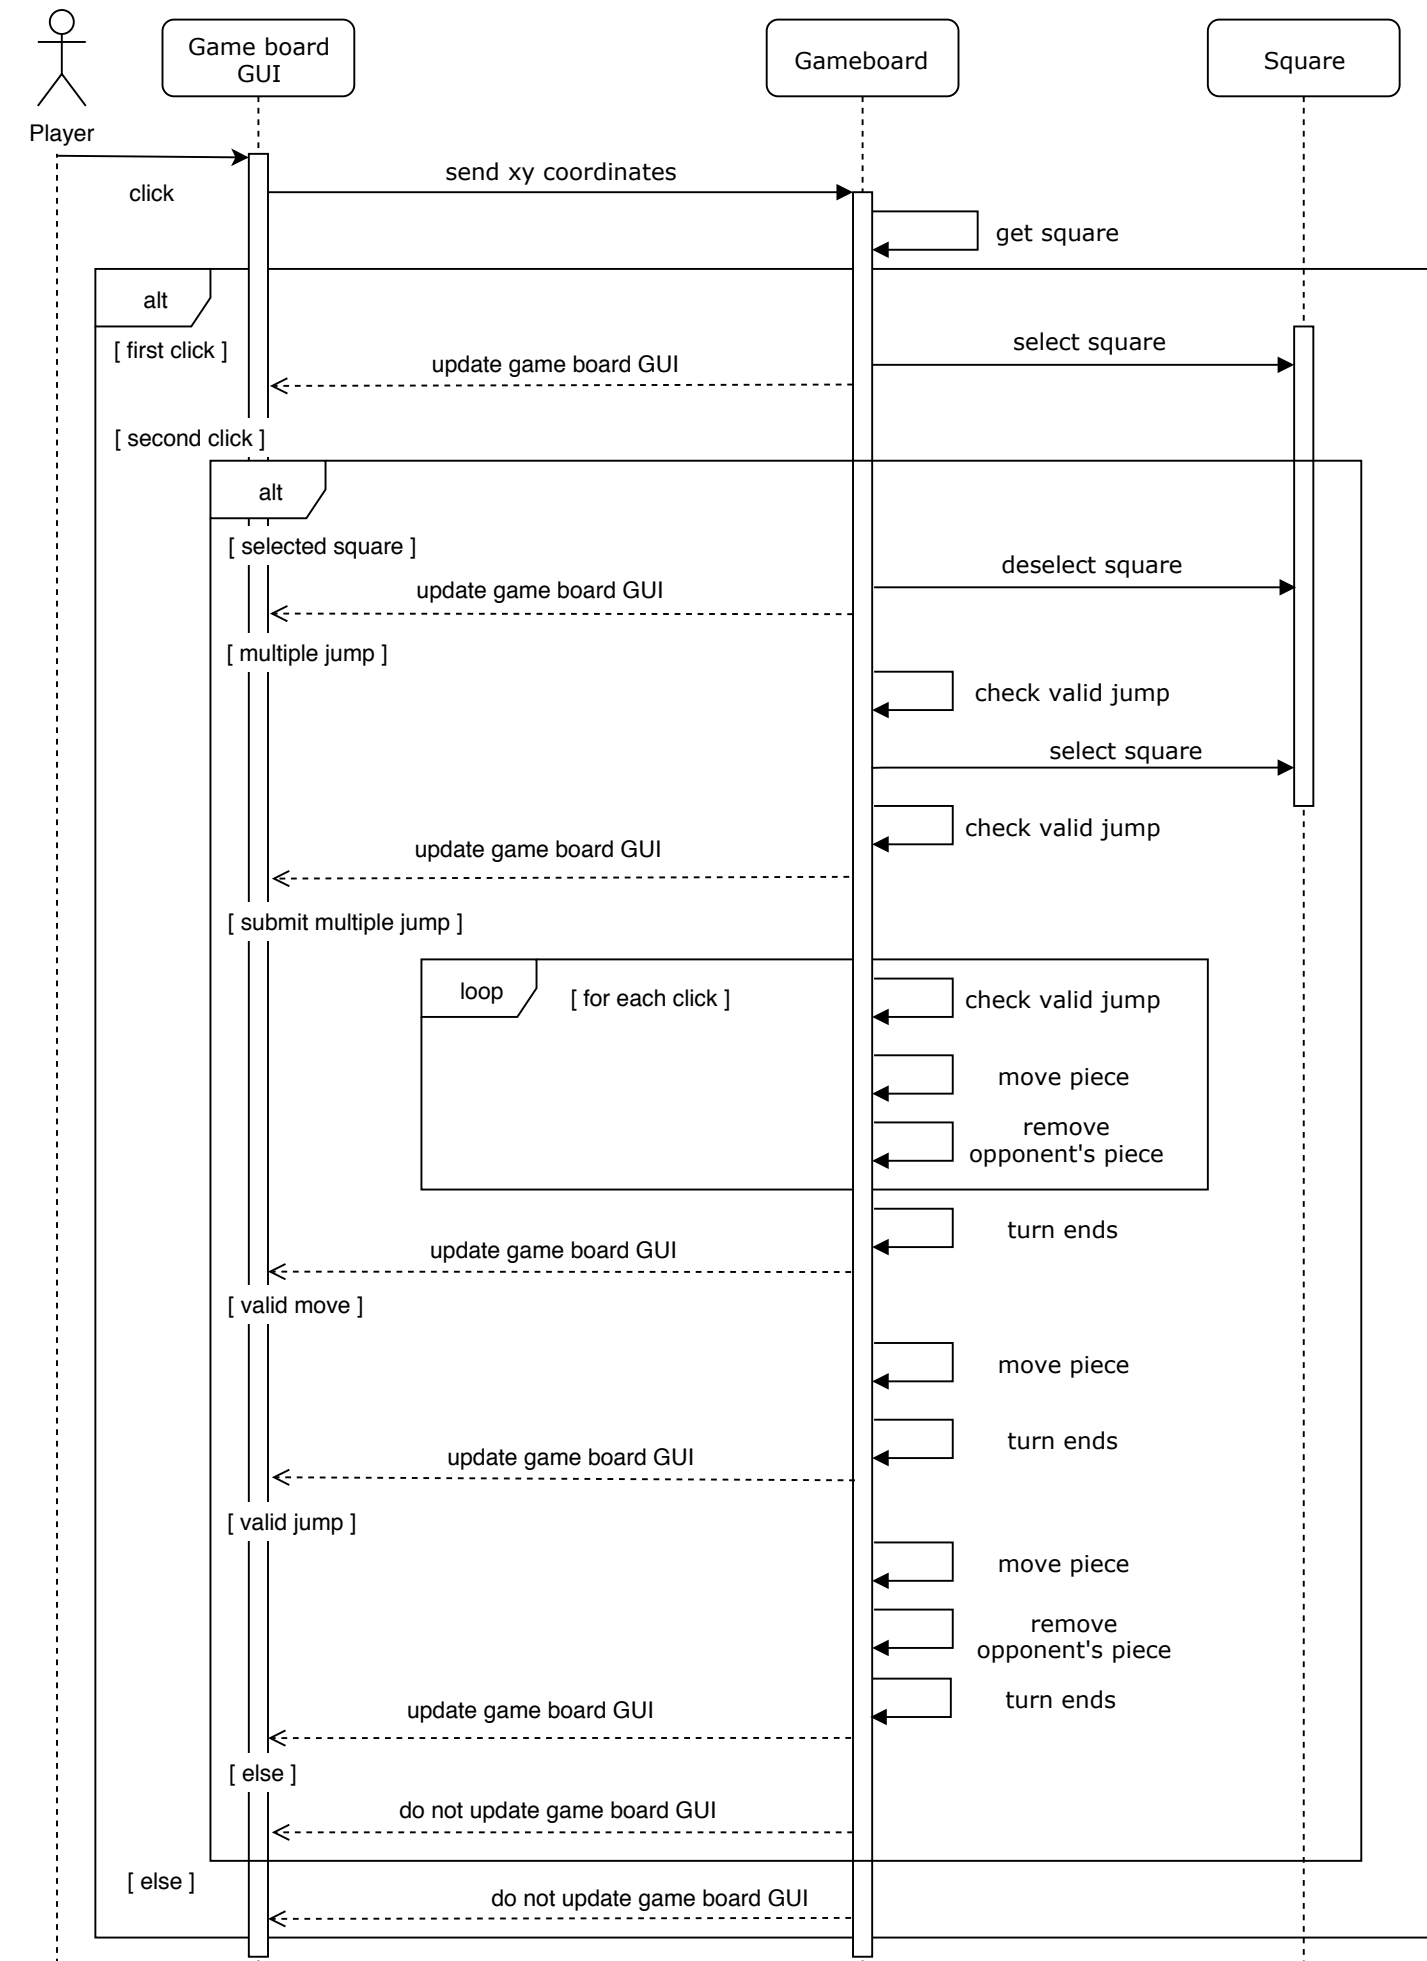 Game board
GUI
Gameboard
Square
Player
send xy coordinates
click
get square
alt
select square
[ first click ]
update game board GUI
[ second click ]
alt
[ selected square ]
deselect square
update game board GUI
[ multiple jump ]
check valid jump
select square
check valid jump
update game board GUI
[ submit multiple jump ]
loop
[ for each click ]
check valid jump
move piece
remove
opponent's piece
turn ends
update game board GUI
[ valid move ]
move piece
turn ends
update game board GUI
[ valid jump ]
move piece
remove
opponent's piece
turn ends
update game board GUI
[ else ]
do not update game board GUI
[ else ]
do not update game board GUI